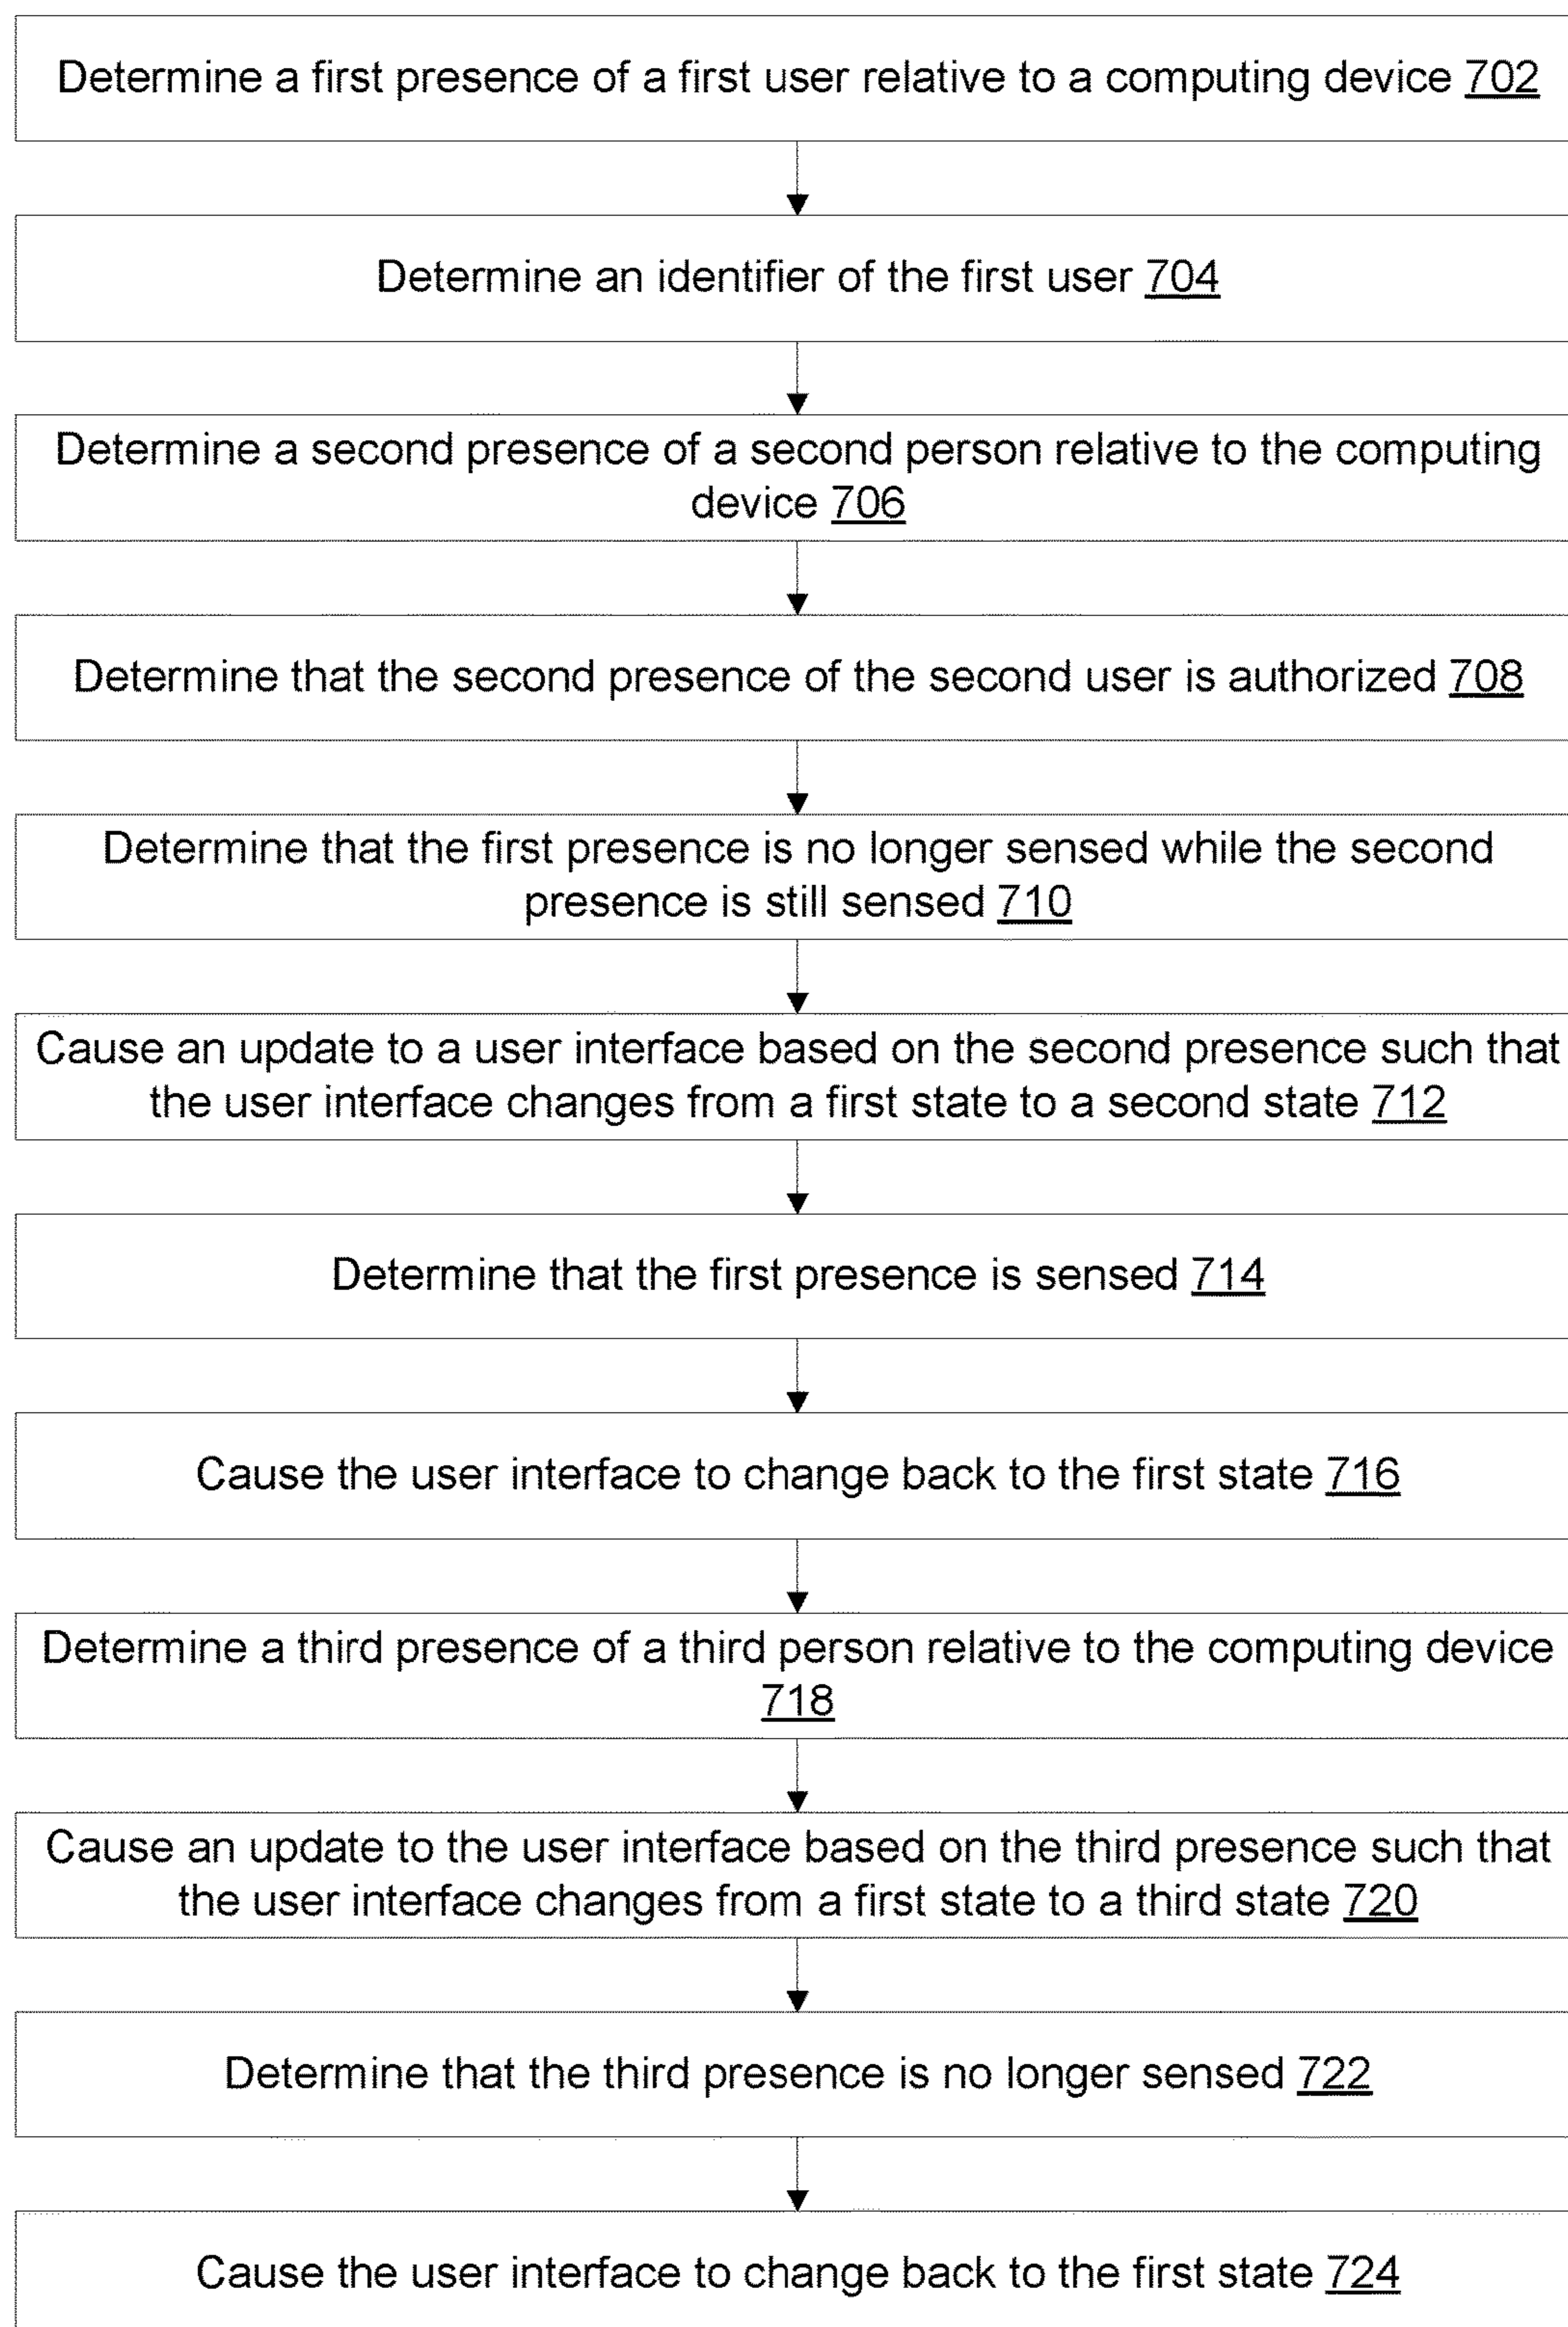 Determine a first presence of a first user relative to a computing device 702
Determine an identifier of the first user 704
Determine a second presence of a second person relative to the computing
device 706
Determine that the second presence of the second user is authorized 708
Determine that the first presence is no longer sensed while the second
presence is still sensed 710
Cause an update to a user interface based on the second presence such that
the user interface changes from a first state to a second state 712
Determine that the first presence is sensed 714
Cause the user interface to change back to the first state 716
Determine a third presence of a third person relative to the computing device
718
Cause an update to the user interface based on the third presence such that
the user interface changes from a first state to a third state 720
Determine that the third presence is no longer sensed 722
Cause the user interface to change back to the first state 724